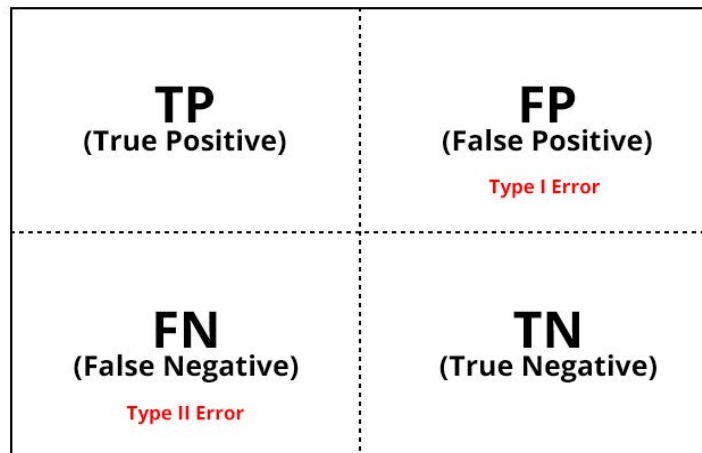 TP
(True Positive)
FP
(False Positive)
Type I Error
FN
(False Negative)
Type II Error
TN
(True Negative)